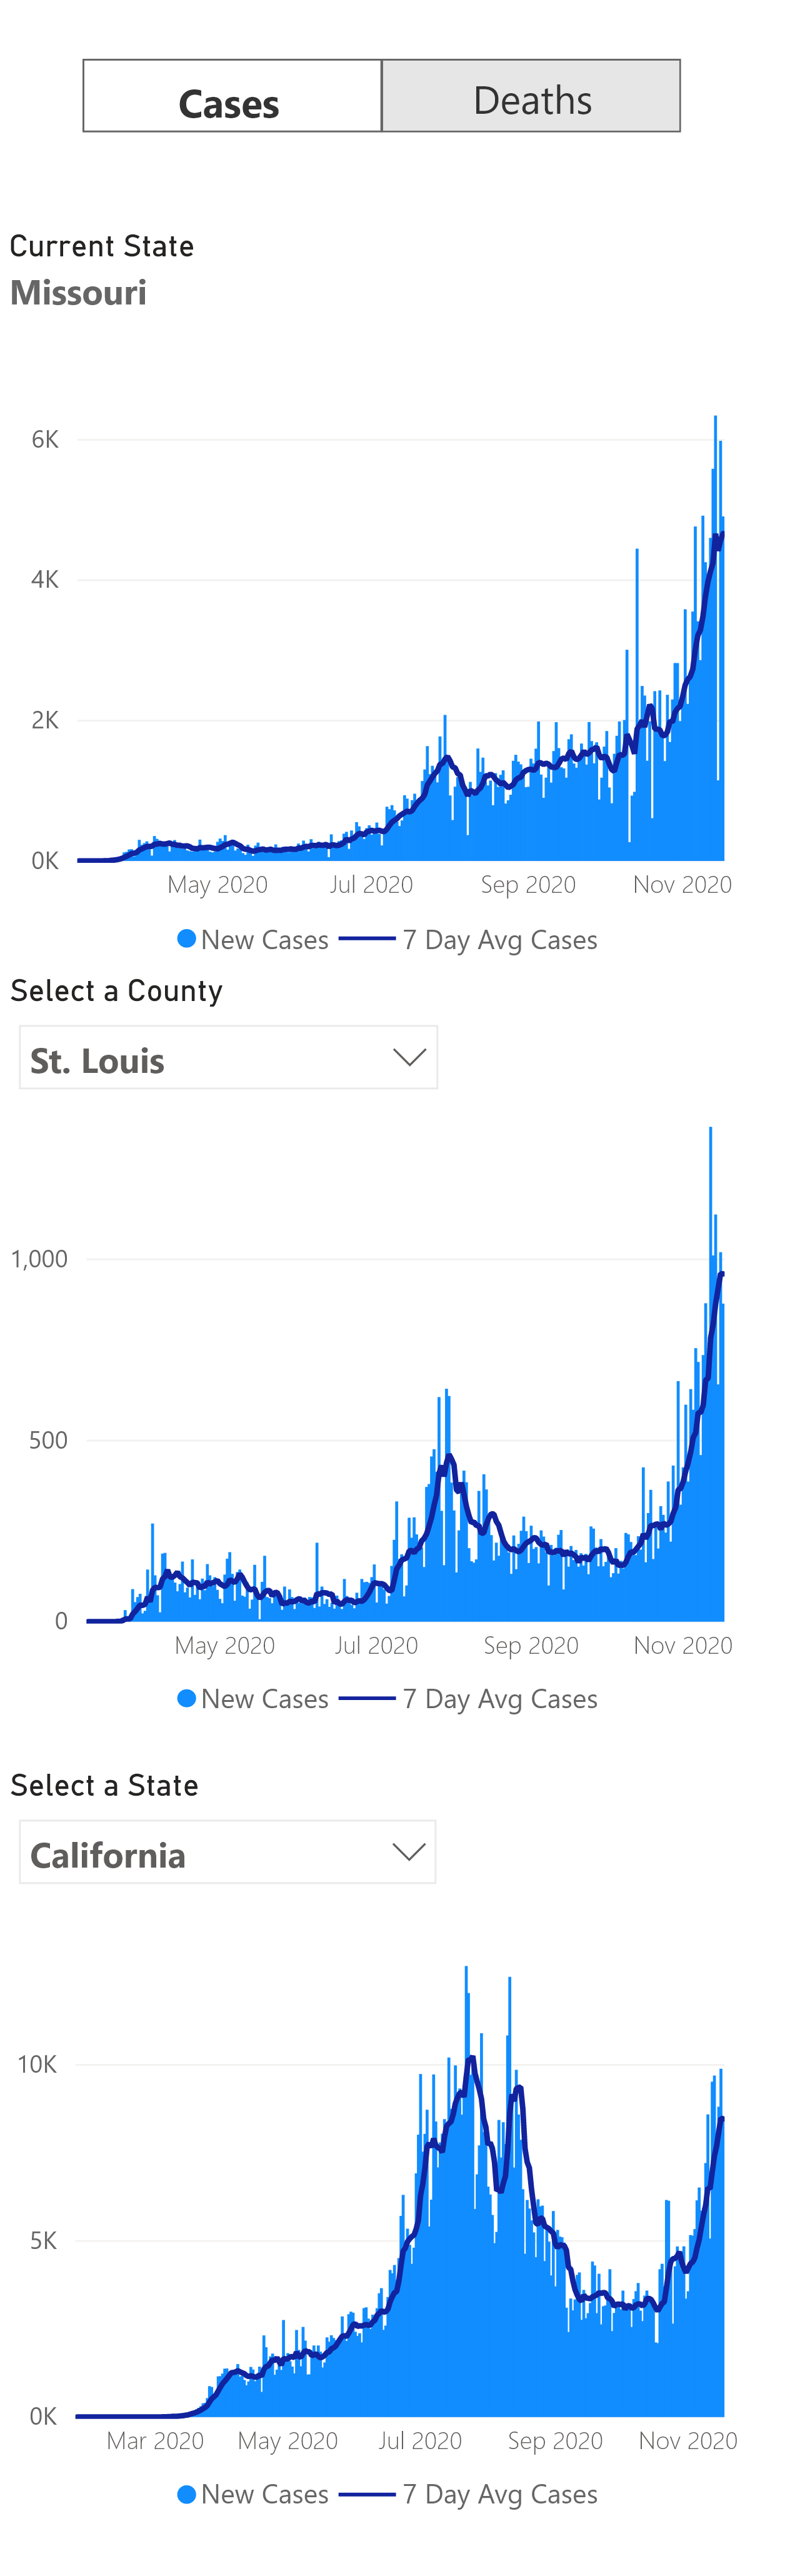 Cases Deaths
Current State
Missouri
6K
4K
2K
0K
May 2020 Jul 2020 Sep 2020 Nov 2020
New Cases 7 Day Avg Cases
Select a County
St. Louis
1,000
500
0
May 2020 Jul 2020 Sep 2020 Nov 2020
New Cases 7 Day Avg Cases
Select a State
California
10K
5K
0K
Mar 2020 May 2020 Jul 2020 Sep 2020 Nov 2020
New Cases 7 Day Avg Cases